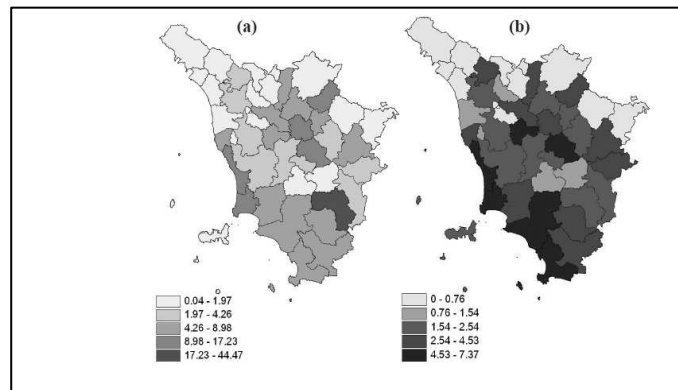 (a)
(b)
0.04 - 1.97
1.97 - 4.26
4.26 - 8.98
8.98 - 17.23
17.23 - 44.47
0 - 0.76
0.76 - 1.54
1.54 - 2.54
2.54 - 4.53
4.53 - 7.37